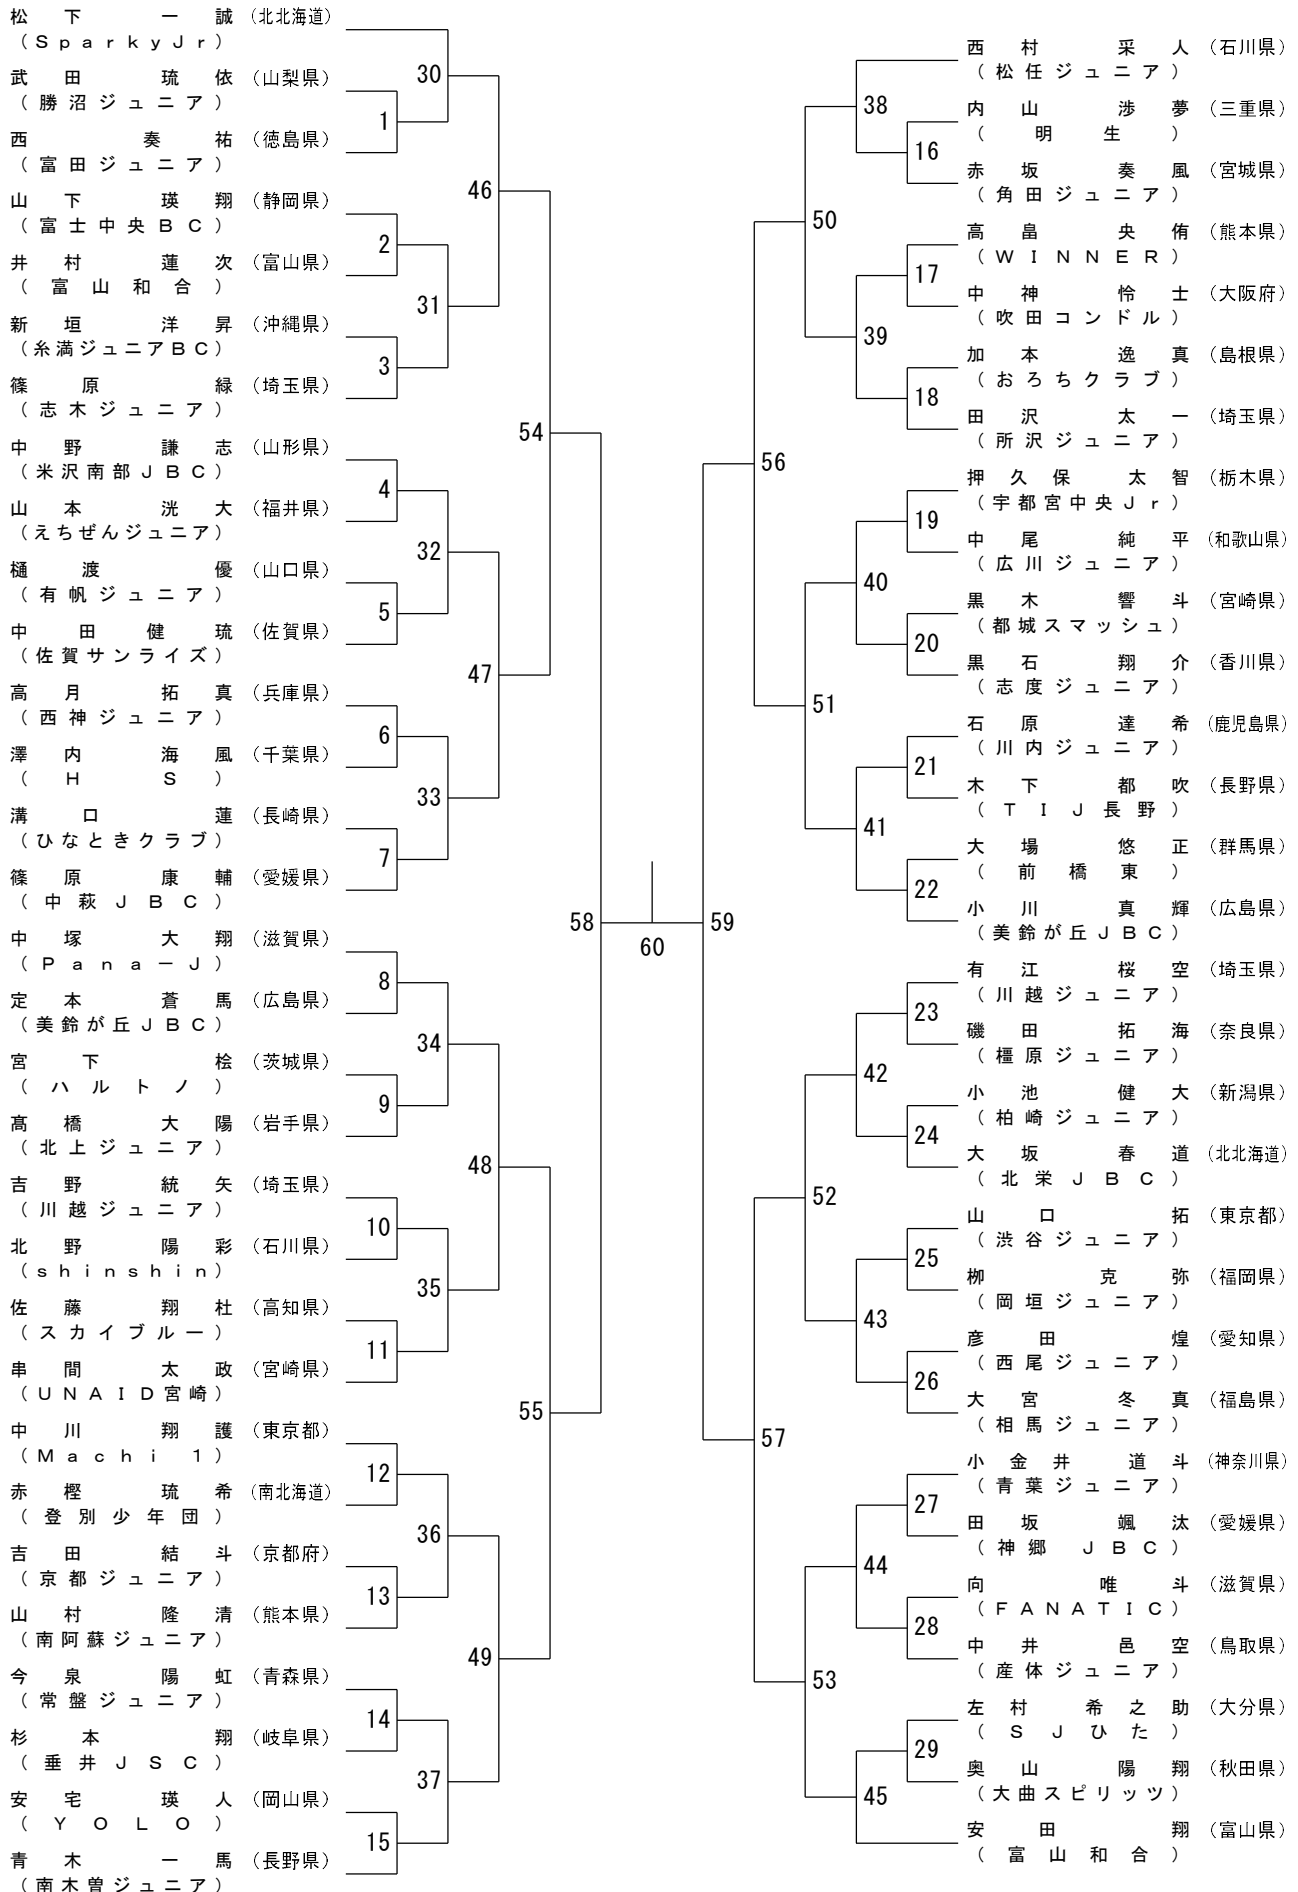 松下 一誠 (北北海道)
(SparkyJr)
武田 琉依 (山梨県)
(勝沼ジュニア)
西 奏祐 (徳島県)
(富田ジュニア)
山下 瑛翔 (静岡県)
(富士中央BC)
井村 蓮次 (富山県)
(富山和合)
新垣 洋昇 (沖縄県)
(糸満ジュニアBC)
篠原 緑 (埼玉県)
(志木ジュニア)
中野 謙志 (山形県)
(米沢南部JBC)
山本 洸大 (福井県)
(えちぜんジュニア)
樋渡 優 (山口県)
(有帆ジュニア)
中田 健琉 (佐賀県)
(佐賀サンライズ)
高月 拓真 (兵庫県)
(西神ジュニア)
澤内 海風 (千葉県)
(HS)
溝口 蓮 (長崎県)
(ひなときクラブ)
篠原 康輔 (愛媛県)
(中萩JBC)
中塚 大翔 (滋賀県)
(Pana-J)
定本 蒼馬 (広島県)
(美鈴が丘JBC)
宮下 桧 (茨城県)
(ハルトノ)
髙橋 大陽 (岩手県)
(北上ジュニア)
吉野 統矢 (埼玉県)
(川越ジュニア)
北野 陽彩 (石川県)
(shinshin)
佐藤 翔杜 (高知県)
(スカイブルー)
串間 太政 (宮崎県)
(UNAID宮崎)
中川 翔護 (東京都)
(Machi 1)
赤樫 琉希 (南北海道)
(登別少年団)
吉田 結斗 (京都府)
(京都ジュニア)
山村 隆清 (熊本県)
(南阿蘇ジュニア)
今泉 陽虹 (青森県)
(常盤ジュニア)
杉本 翔 (岐阜県)
(垂井JSC)
安宅 瑛人 (岡山県)
(YOLO)
青木 一馬 (長野県)
(南木曽ジュニア)
1
2
3
4
5
6
7
8
9
10
11
12
13
14
15
30
31
32
33
34
35
36
37
46
47
48
49
54
55
58
60
59
56
57
50
51
52
53
38
39
40
41
42
43
44
45
16
17
18
19
20
21
22
23
24
25
26
27
28
29
西村 采人 (石川県)
(松任ジュニア)
内山 渉夢 (三重県)
(明生)
赤坂 奏風 (宮城県)
(角田ジュニア)
高畠 央侑 (熊本県)
(WINNER)
中神 怜士 (大阪府)
(吹田コンドル)
加本 逸真 (島根県)
(おろちクラブ)
田沢 太一 (埼玉県)
(所沢ジュニア)
押久保 太智 (栃木県)
(宇都宮中央Jr)
中尾 純平 (和歌山県)
(広川ジュニア)
黒木 響斗 (宮崎県)
(都城スマッシュ)
黒石 翔介 (香川県)
(志度ジュニア)
石原 達希 (鹿児島県)
(川内ジュニア)
木下 都吹 (長野県)
(TIJ長野)
大場 悠正 (群馬県)
(前橋東)
小川 真輝 (広島県)
(美鈴が丘JBC)
有江 桜空 (埼玉県)
(川越ジュニア)
磯田 拓海 (奈良県)
(橿原ジュニア)
小池 健大 (新潟県)
(柏崎ジュニア)
大坂 春道 (北北海道)
(北栄JBC)
山口 拓 (東京都)
(渋谷ジュニア)
栁 克弥 (福岡県)
(岡垣ジュニア)
彦田 煌 (愛知県)
(西尾ジュニア)
大宮 冬真 (福島県)
(相馬ジュニア)
小金井 道斗 (神奈川県)
(青葉ジュニア)
田坂 颯汰 (愛媛県)
(神郷 JBC)
向 唯斗 (滋賀県)
(FANATIC)
中井 邑空 (鳥取県)
(産体ジュニア)
左村 希之助 (大分県)
(SJひた)
奥山 陽翔 (秋田県)
(大曲スピリッツ)
安田 翔 (富山県)
(富山和合)